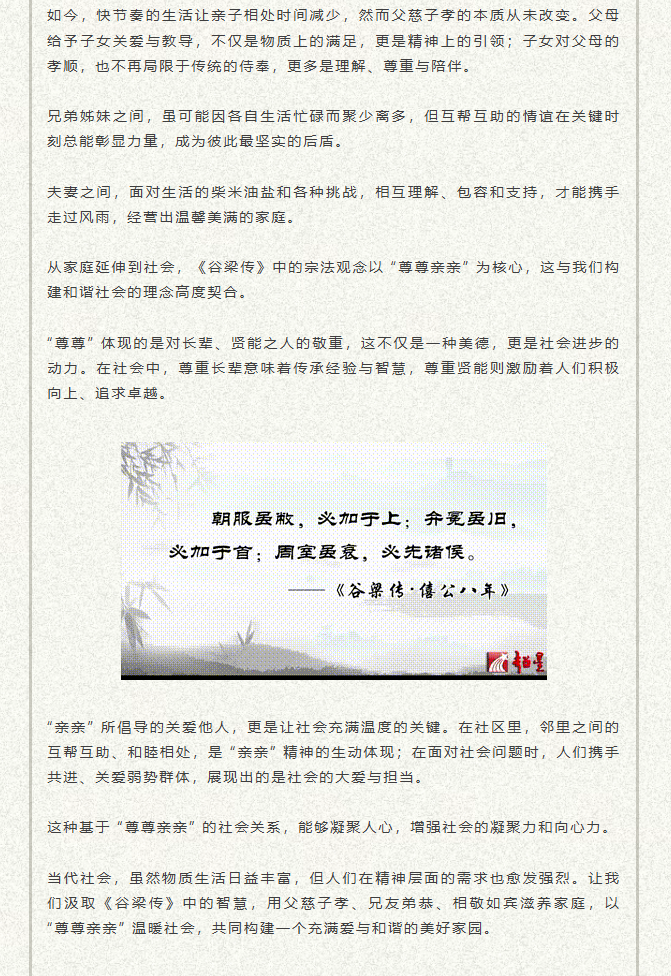 如今，快节奏的生活让亲子相处时间减少，然而父慈子孝的本质从未改变。父母
给予子女关爱与教导，不仅是物质上的满足，更是精神上的引领；子女对父母的
孝顺，也不再局限于传统的侍奉，更多是理解、尊重与陪伴。
兄弟姊妹之间，虽可能因各自生活忙碌而聚少离多，但互帮互助的情谊在关键时
刻总能彰显力量，成为彼此最坚实的后盾。
夫妻之间，面对生活的柴米油盐和各种挑战，相互理解、包容和支持，才能携手
走过风雨，经营出温馨美满的家庭。
从家庭延伸到社会，《谷梁传》中的宗法观念以“尊尊亲亲”为核心，这与我们构
建和谐社会的理念高度契合。
“尊尊”体现的是对长辈、贤能之人的敬重，这不仅是一种美德，更是社会进步的
动力。在社会中，尊重长辈意味着传承经验与智慧，尊重贤能则激励着人们积极
向上、追求卓越。
朝服虽敝，必加于上；弁冕虽旧，
必加于首；周室虽衰，必先诸侯。
——《谷梁传·僖公八年》
“亲亲”所倡导的关爱他人，更是让社会充满温度的关键。在社区里，邻里之间的
互帮互助、和睦相处，是“亲亲”精神的生动体现；在面对社会问题时，人们携手
共进、关爱弱势群体，展现出的是社会的大爱与担当。
这种基于“尊尊亲亲”的社会关系，能够凝聚人心，增强社会的凝聚力和向心力。
当代社会，虽然物质生活日益丰富，但人们在精神层面的需求也愈发强烈。让我
们汲取《谷梁传》中的智慧，用父慈子孝、兄友弟恭、相敬如宾滋养家庭，以
“尊尊亲亲”温暖社会，共同构建一个充满爱与和谐的美好家园。